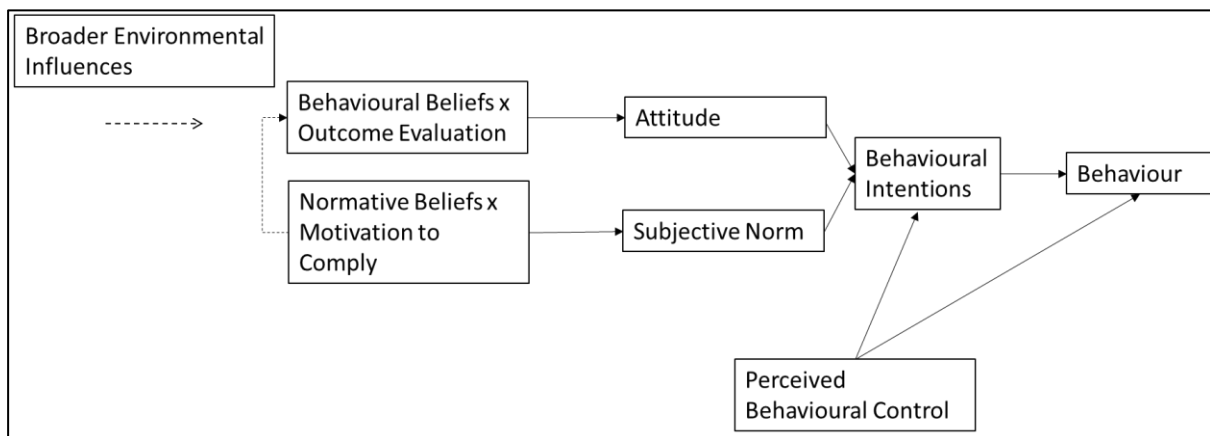 Broader Environmental
Influences
Behavioural Beliefs x
Outcome Evaluation
Attitude
Behavioural
Intentions
Behaviour
Normative Beliefs x
Motivation to
Comply
Subjective Norm
Perceived
Behavioural Control